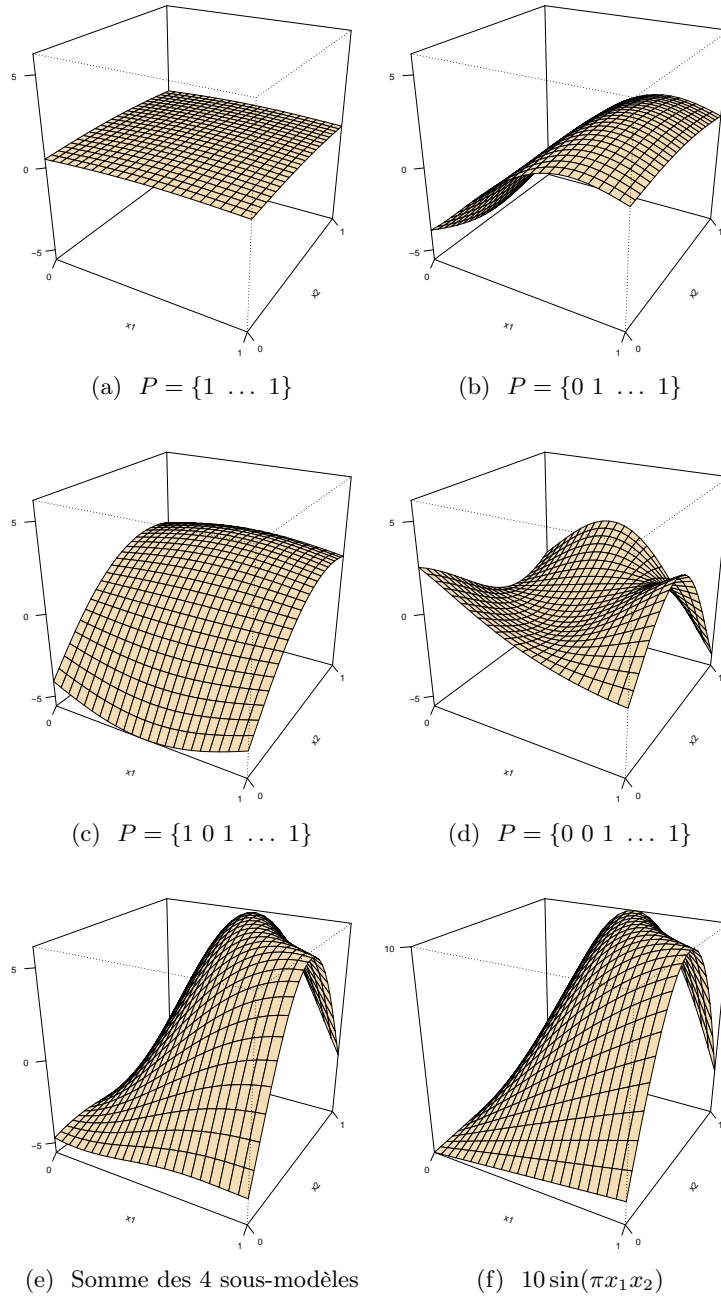 5
0
−5
0
x1
1
0
x2
1
5
0
−5
0
x1
1
0
x2
1
(a) P = {1 … 1}
(b) P = {0 1 … 1}
5
0
−5
0
x1
1
0
x2
1
5
0
−5
0
x1
1
0
x2
1
(c) P = {1 0 1 … 1}
(d) P = {0 0 1 … 1}
5
0
−5
0
x1
1
0
x2
1
10
0
x1
1
0
x2
1
(e) Somme des 4 sous-modèles
(f) 10 sin(πx₁x₂)